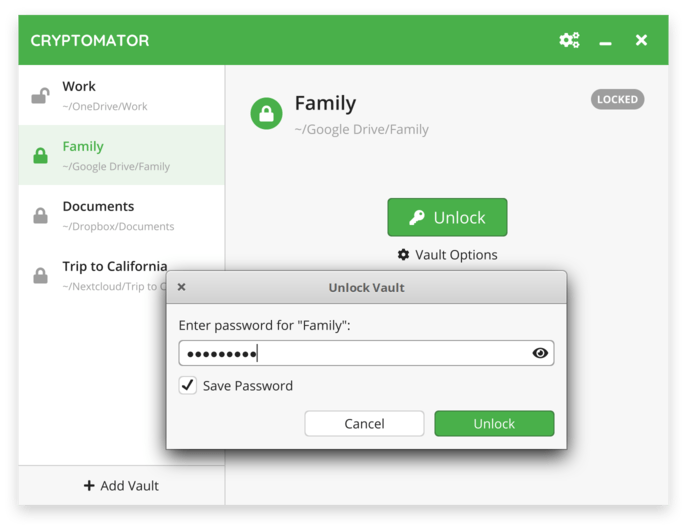 CRYPTOMATOR
Work
~/OneDrive/Work
Family
~/Google Drive/Family
Documents
~/Dropbox/Documents
Trip to California
~/Nextcloud/Trip to
Add Vault
Family
~/Google Drive/Family
LOCKED
Unlock
Vault Options
Unlock Vault
Enter password for "Family":
•••••••••
Save Password
Cancel
Unlock